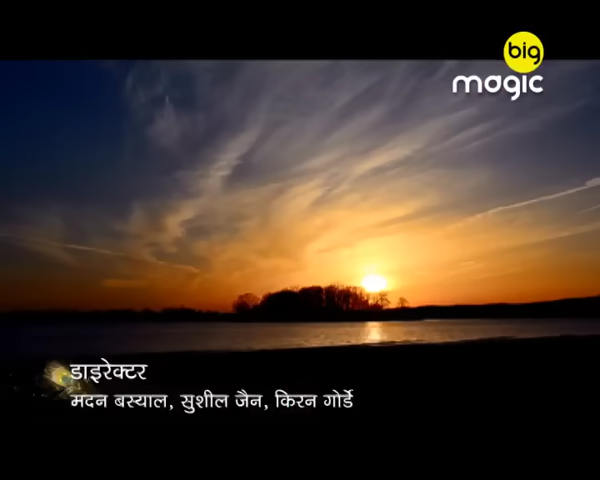 big
magic
डाइरेक्टर
मदन बस्याल, सुशील जैन, किरन गोर्डे